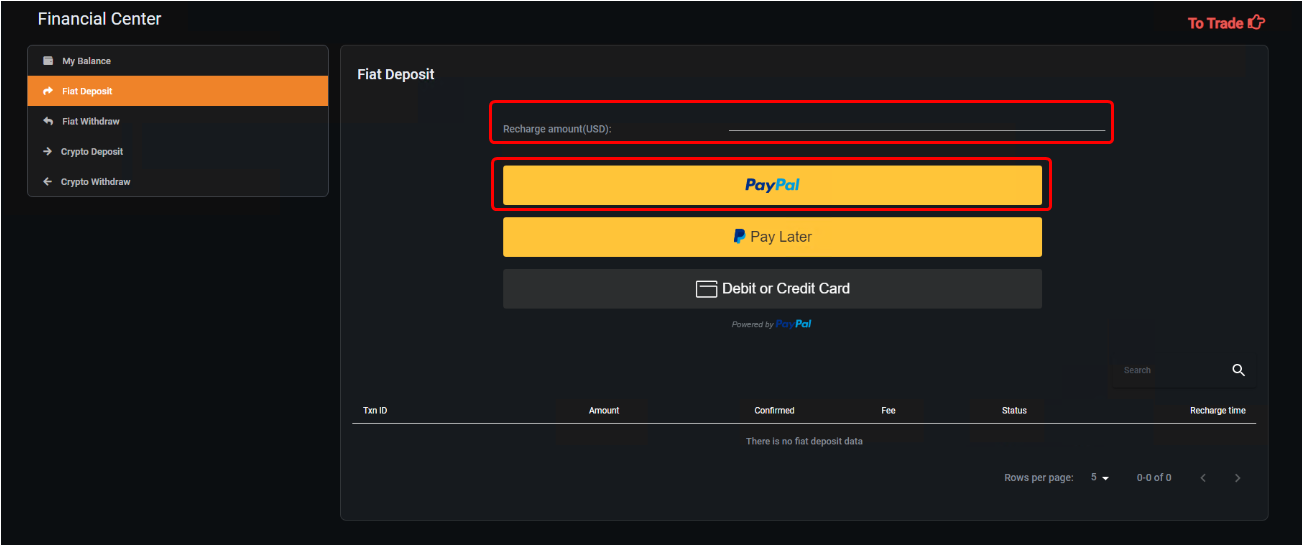 Financial Center
To Trade
My Balance
Fiat Deposit
Fiat Withdraw
Crypto Deposit
Crypto Withdraw
Fiat Deposit
Recharge amount(USD):
PayPal
Pay Later
Debit or Credit Card
Powered by PayPal
Search
Txn ID Amount Confirmed Fee Status Recharge time
There is no fiat deposit data
Rows per page: 5 0-0 of 0